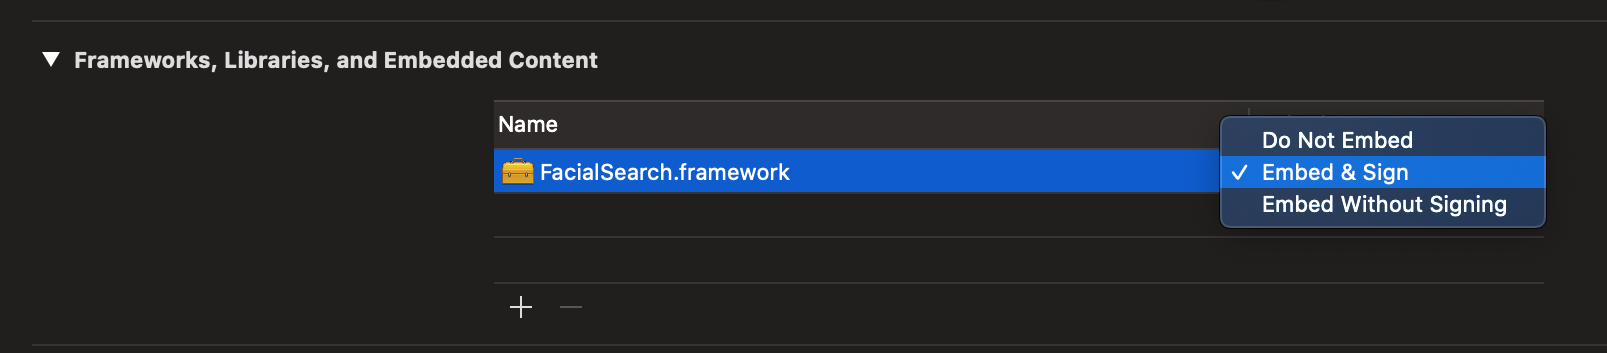 Frameworks, Libraries, and Embedded Content
Name
FacialSearch.framework
Do Not Embed
✓ Embed & Sign
Embed Without Signing